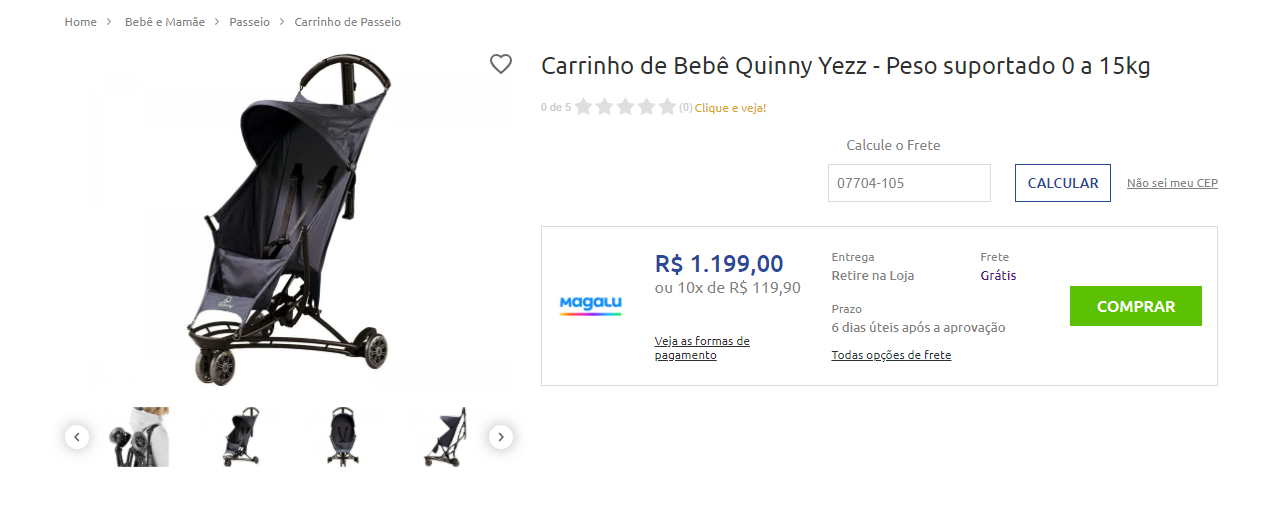 Home > Bebê e Mamãe > Passeio > Carrinho de Passeio
Carrinho de Bebê Quinny Yezz - Peso suportado 0 a 15kg
0 de 5 (0) Clique e veja!
Calcule o Frete
07704-105 CALCULAR Não sei meu CEP
MagaLu
R$ 1.199,00
ou 10x de R$ 119,90
Veja as formas de
pagamento
Entrega
Retire na Loja
Frete
Grátis
Prazo
6 dias úteis após a aprovação
Todas opções de frete
COMPRAR